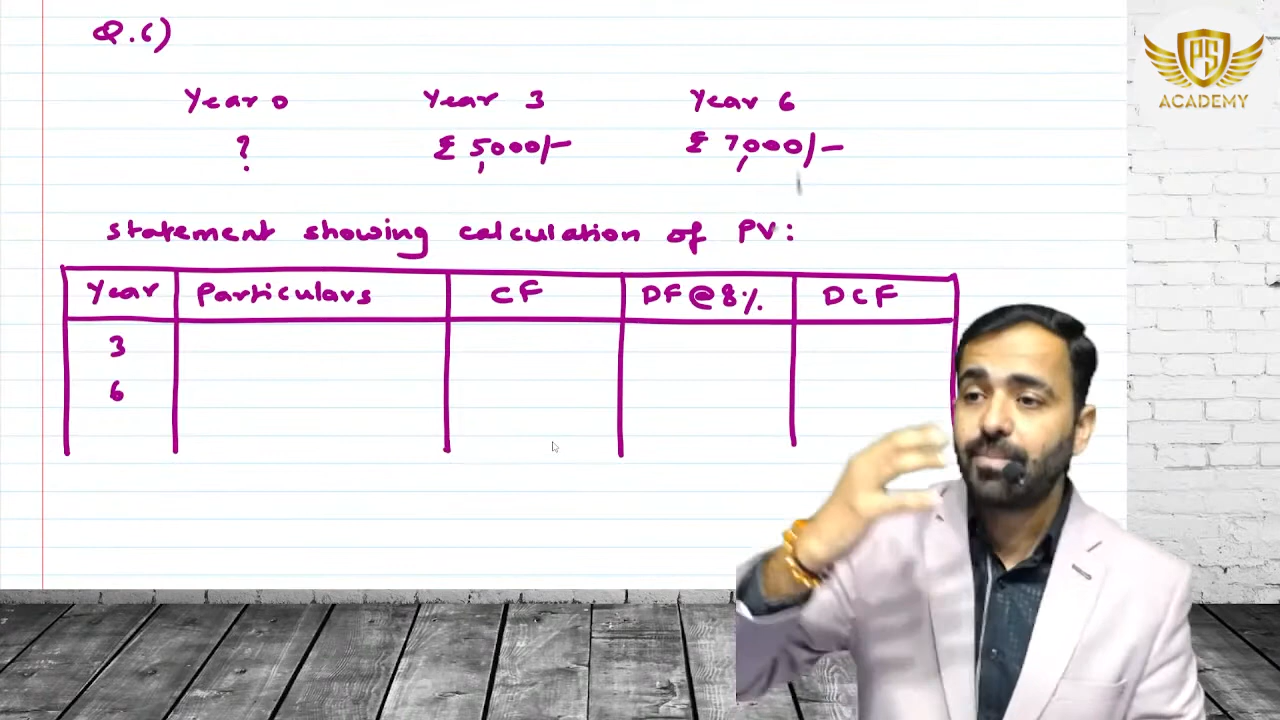 Q.6)
Year 0 Year 3 Year 6
? ₹ 5,000/- ₹ 7,000/-
statement showing calculation of PV:
Year Particulars CF DF@8% DCF
3
6
PS
ACADEMY